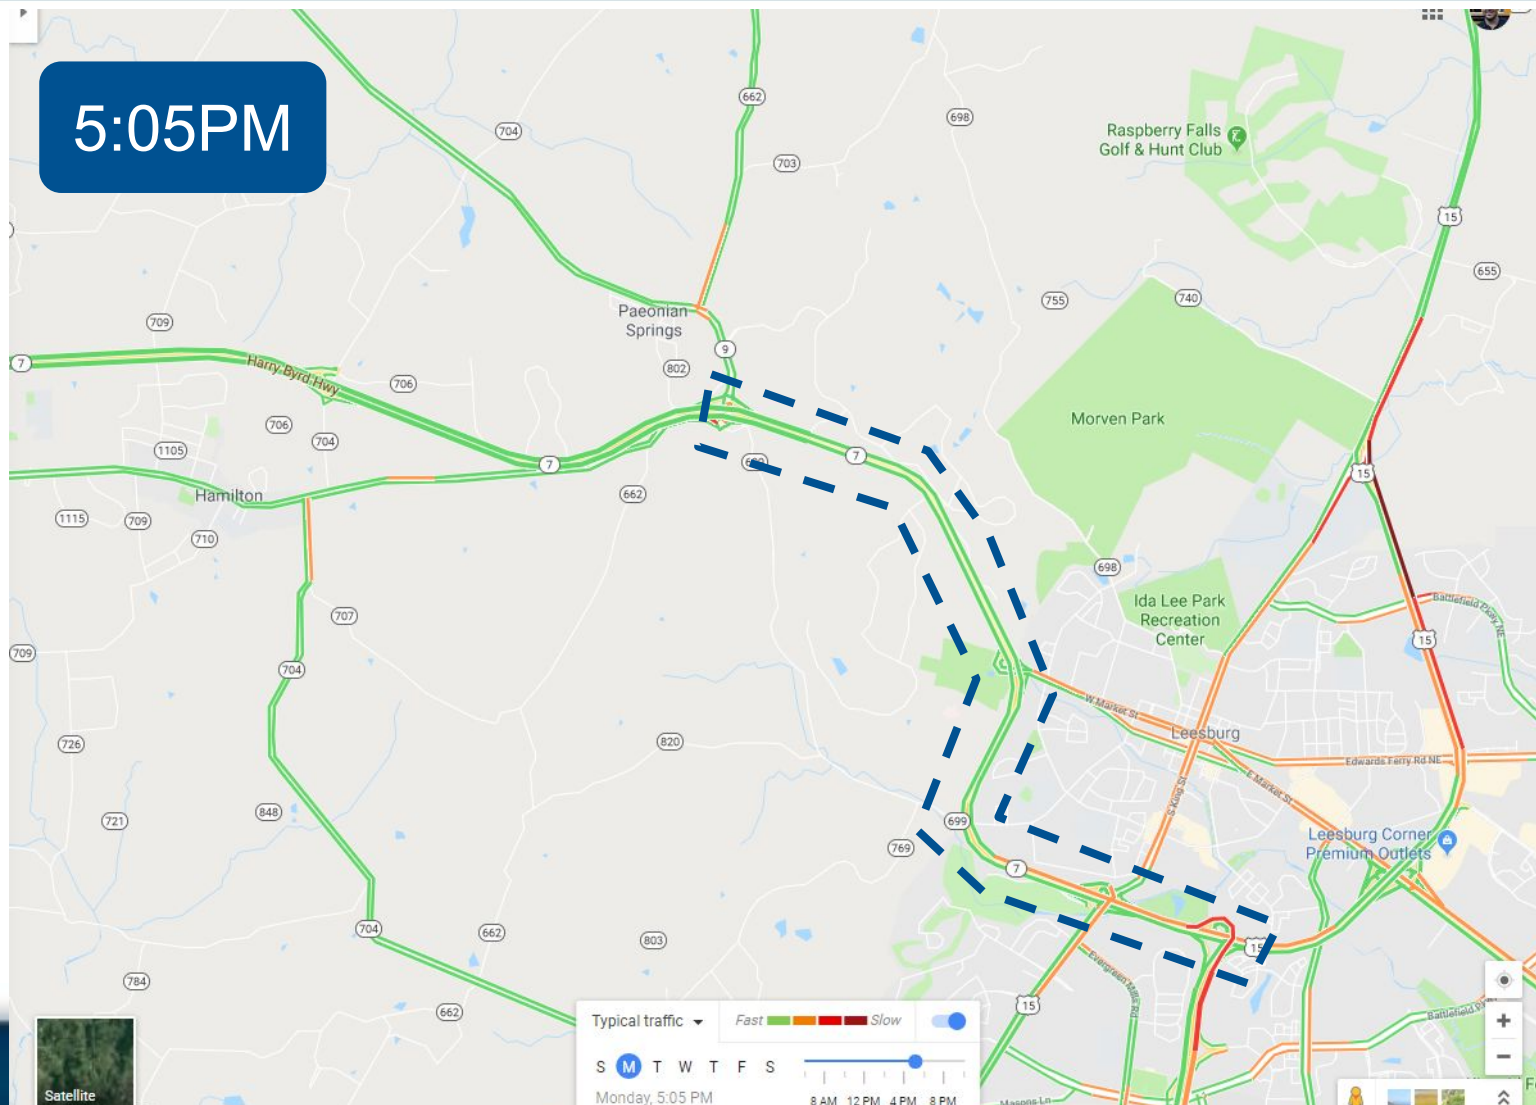 5:05PM
704
662
698
703
Raspberry Falls
Golf & Hunt Club
15
655
755
740
709
Paeonian
Springs
9
802
7
Harry Byrd Hwy
706
Morven Park
706
704
1105
7
7
15
Hamilton
662
1115
709
710
698
Ida Lee Park
Recreation
Center
Battlefield Pkwy NE
707
15
709
704
W Market St
Leesburg
726
820
Edwards Ferry Rd NE
E Market St
S King St
848
721
699
769
Leesburg Corner
Premium Outlets
7
704
662
803
15
Evergreen Mills Rd
784
662
15
Battlefield P
Typical traffic
Fast
Slow
S M T W T F S
Monday, 5:05 PM
8 AM 12 PM 4 PM 8 PM
Masons Ln
Satellite